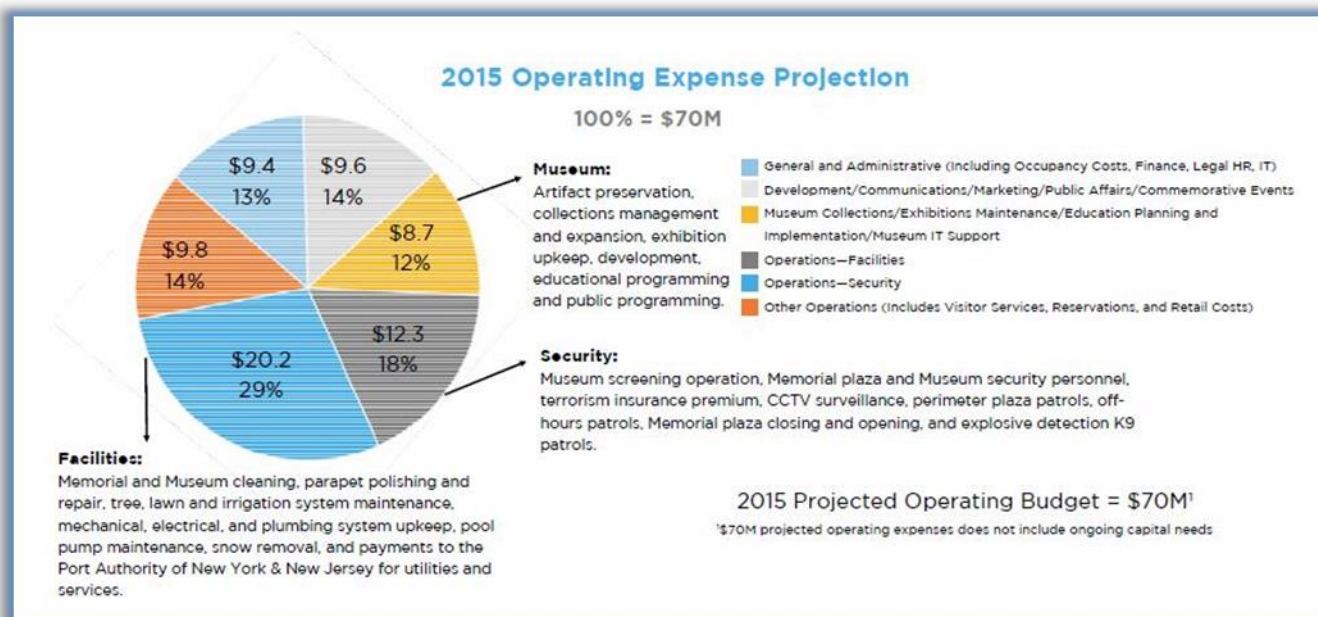 2015 Operating Expense Projection
100% = $70M
$9.4
13%
$9.6
14%
$8.7
12%
$12.3
18%
$20.2
29%
$9.8
14%
Museum:
Artifact preservation,
collections management
and expansion, exhibition
upkeep, development,
educational programming
and public programming.
General and Administrative (Including Occupancy Costs, Finance, Legal HR, IT)
Development/Communications/Marketing/Public Affairs/Commemorative Events
Museum Collections/Exhibitions Maintenance/Education Planning and
Implementation/Museum IT Support
Operations—Facilities
Operations—Security
Other Operations (Includes Visitor Services, Reservations, and Retail Costs)
Security:
Museum screening operation, Memorial plaza and Museum security personnel,
terrorism insurance premium, CCTV surveillance, perimeter plaza patrols, off-
hours patrols, Memorial plaza closing and opening, and explosive detection K9
patrols.
Facilities:
Memorial and Museum cleaning, parapet polishing and
repair, tree, lawn and irrigation system maintenance,
mechanical, electrical, and plumbing system upkeep, pool
pump maintenance, snow removal, and payments to the
Port Authority of New York & New Jersey for utilities and
services.
2015 Projected Operating Budget = $70M¹
¹$70M projected operating expenses does not include ongoing capital needs